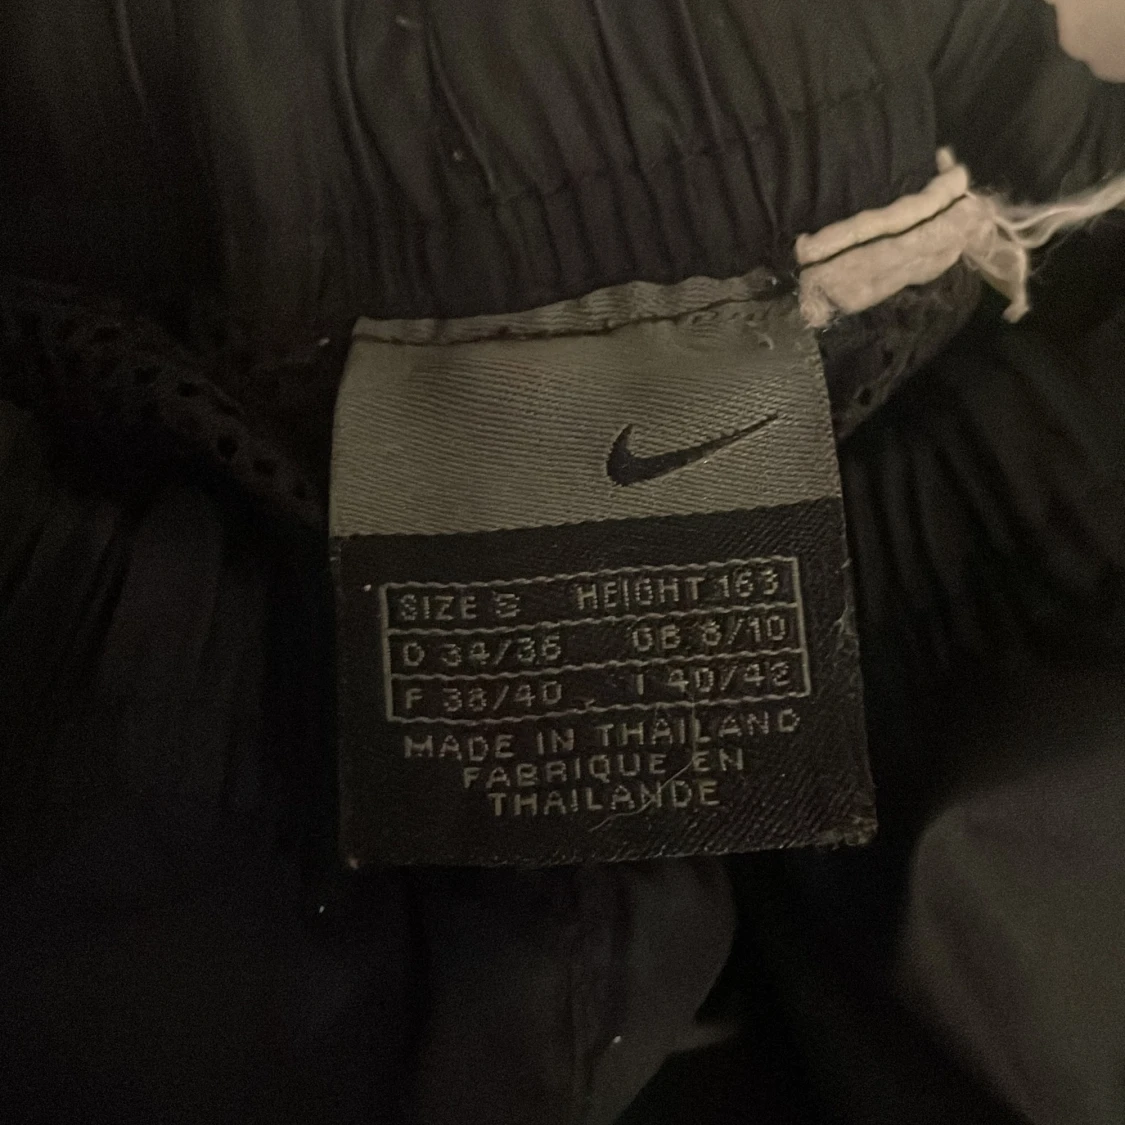 SIZE S HEIGHT 163
D 34/36 GB 8/10
F 38/40 I 40/42
MADE IN THAILAND
FABRIQUE EN
THAILANDE